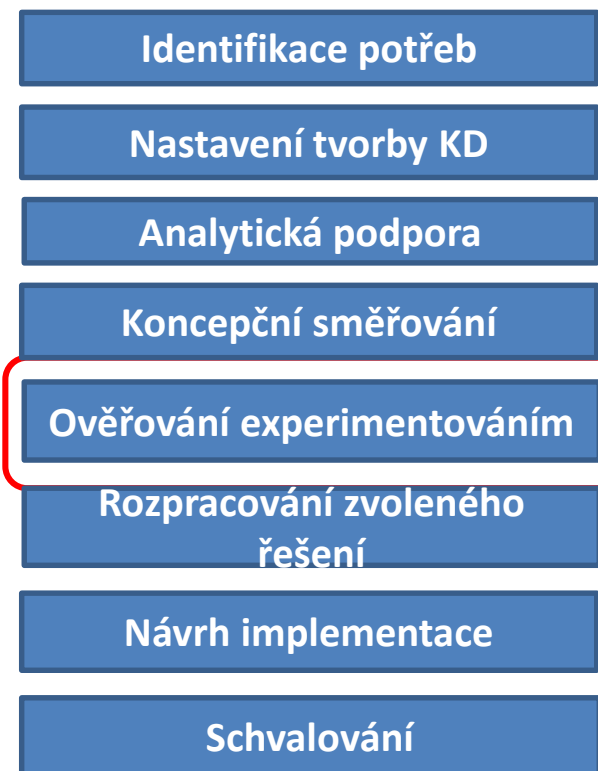 Identifikace potřeb
Nastavení tvorby KD
Analytická podpora
Koncepční směřování
Ověřování experimentováním
Rozpracování zvoleného
řešení
Návrh implementace
Schvalování